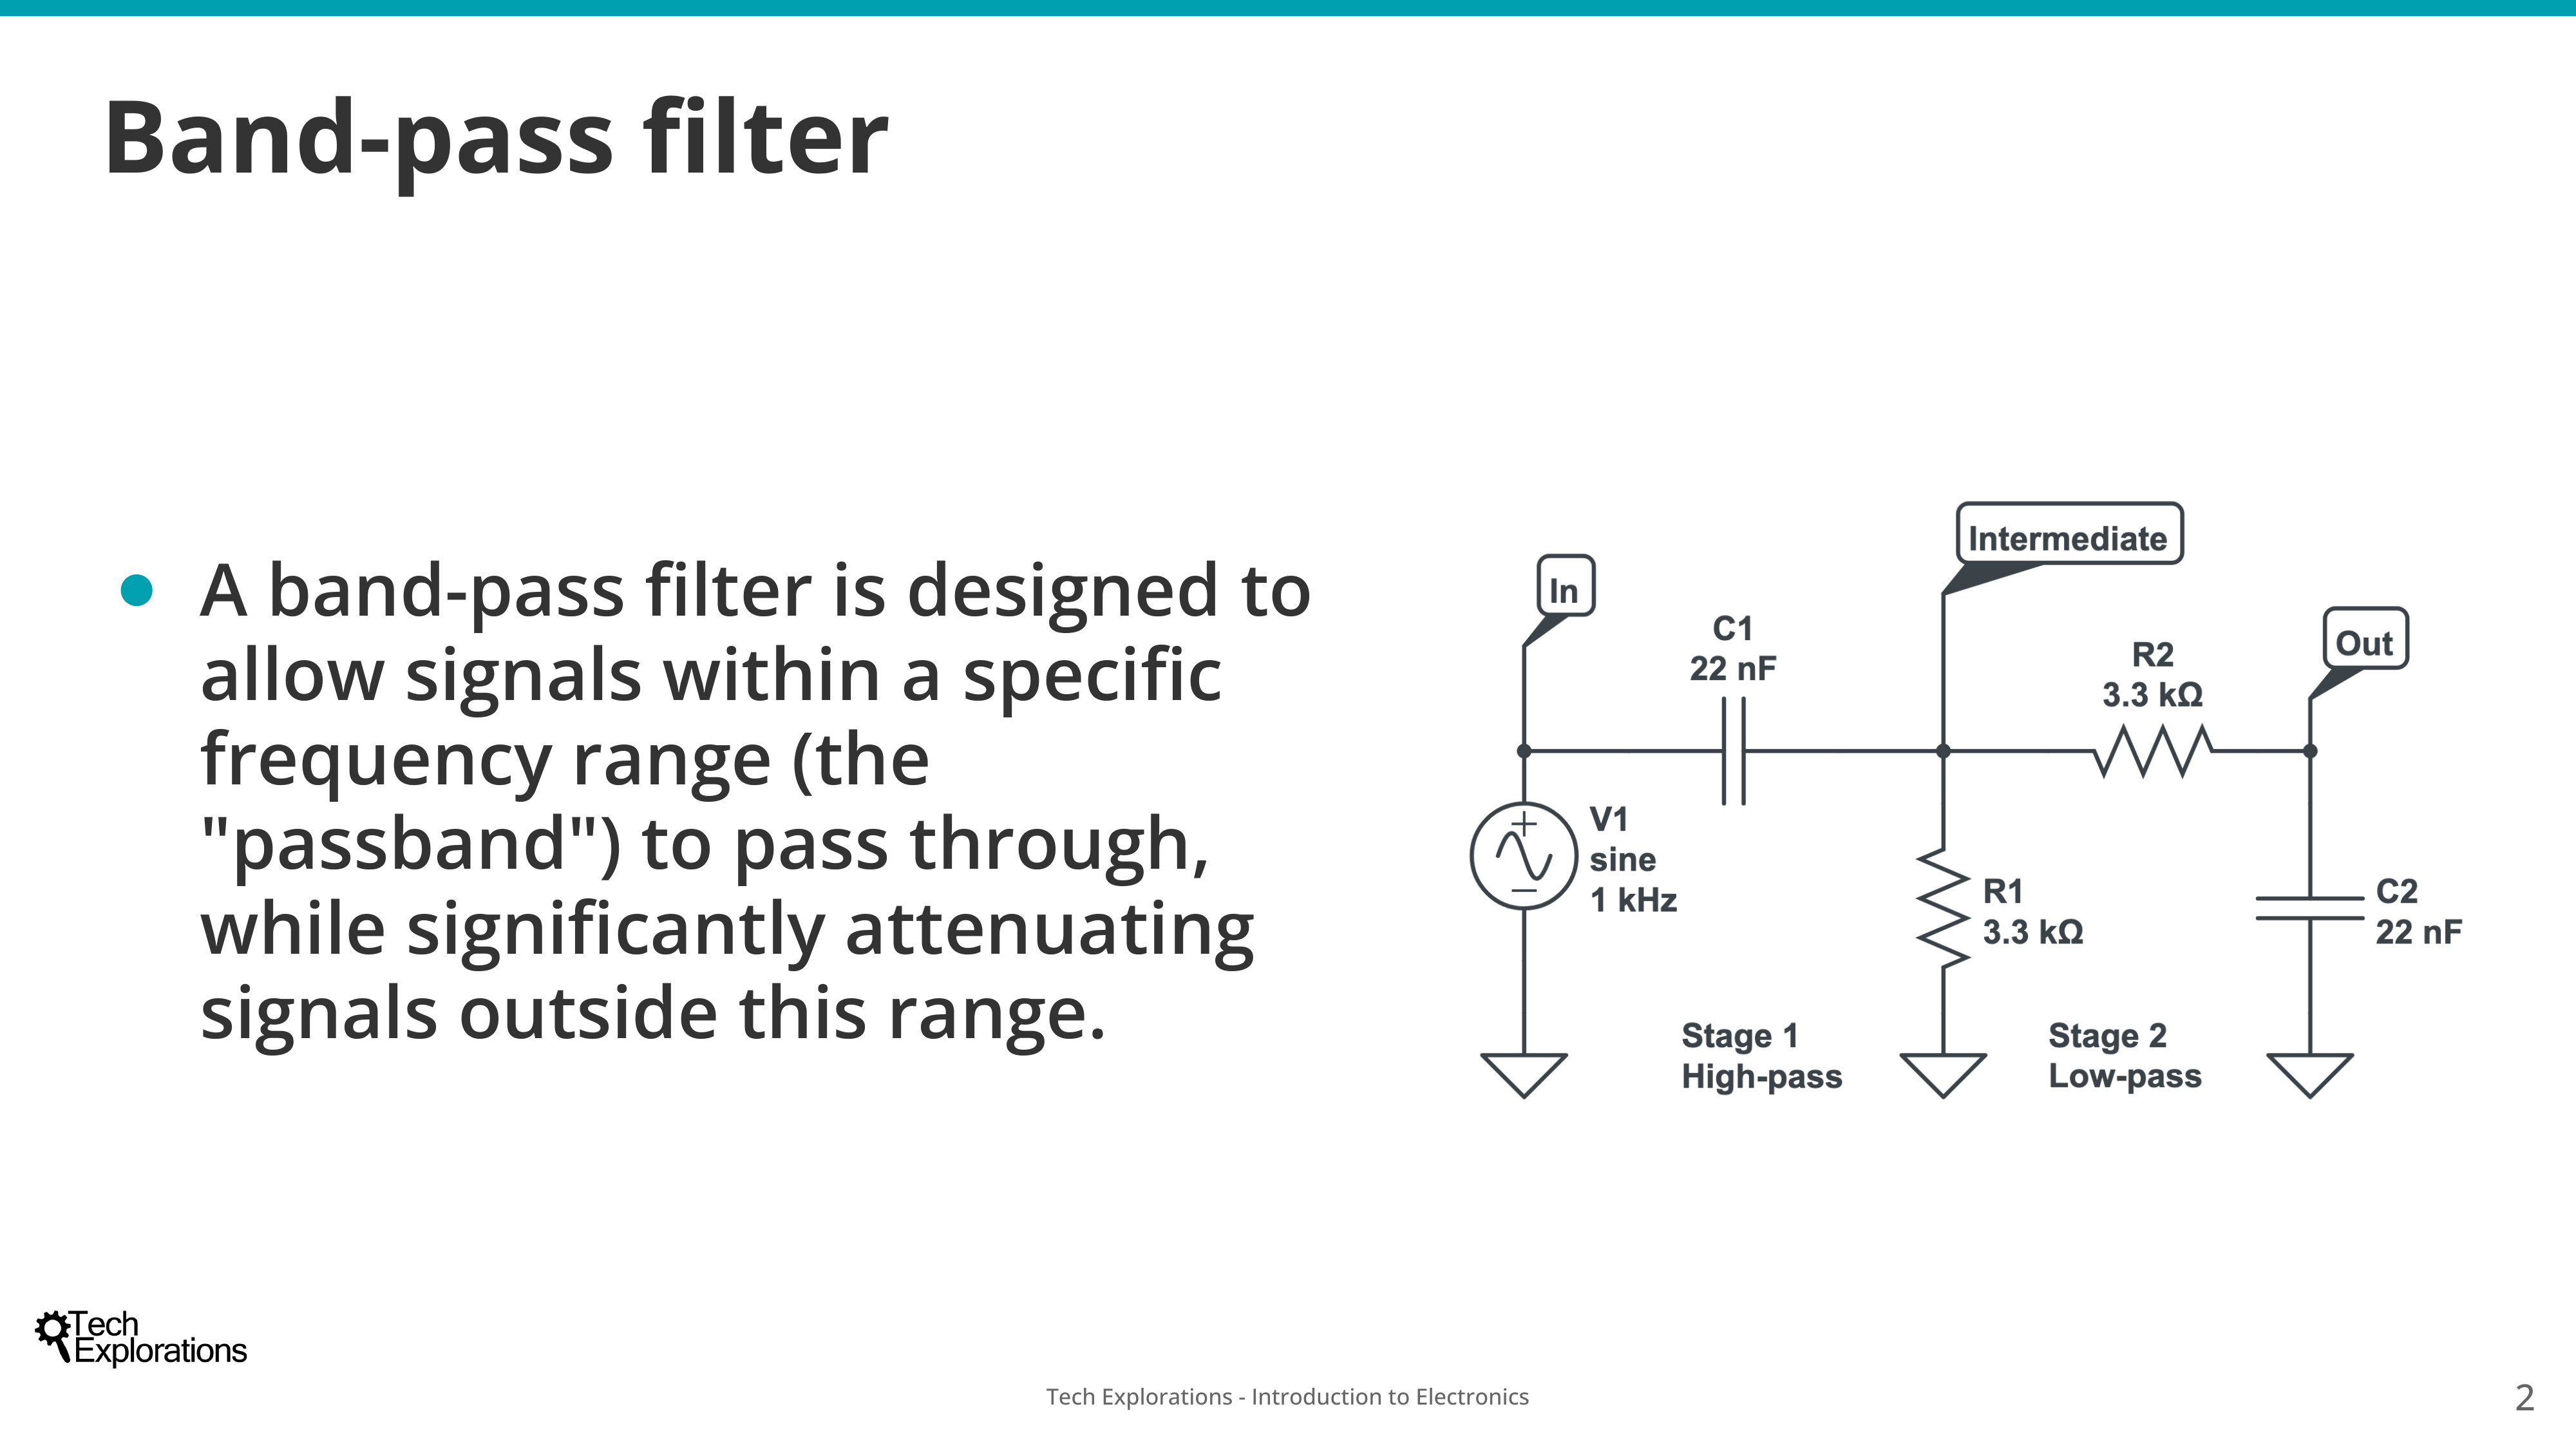 Band-pass filter
A band-pass filter is designed to
allow signals within a specific
frequency range (the
"passband") to pass through,
while significantly attenuating
signals outside this range.
In
Intermediate
Out
C1
22 nF
R2
3.3 kΩ
V1
sine
1 kHz
R1
3.3 kΩ
C2
22 nF
Stage 1
High-pass
Stage 2
Low-pass
Tech
Explorations
Tech Explorations - Introduction to Electronics
2